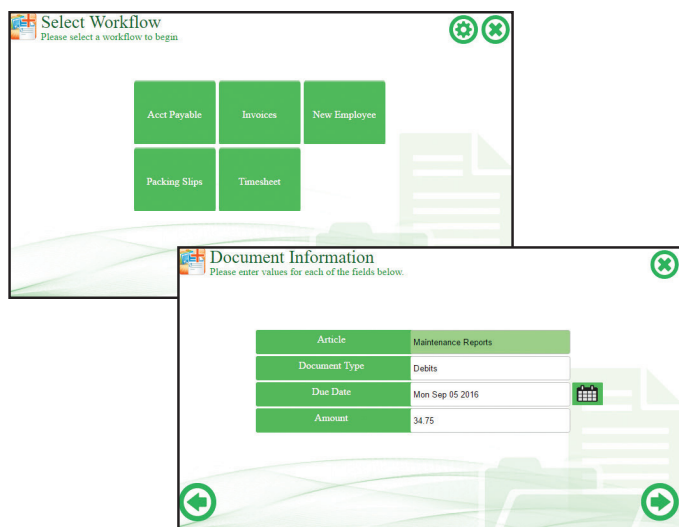 Select Workflow
Please select a workflow to begin
Acct Payable
Invoices
New Employee
Packing Slips
Timesheet
Document Information
Please enter values for each of the fields below.
Article
Maintenance Reports
Document Type
Debits
Due Date
Mon Sep 05 2016
Amount
34.75